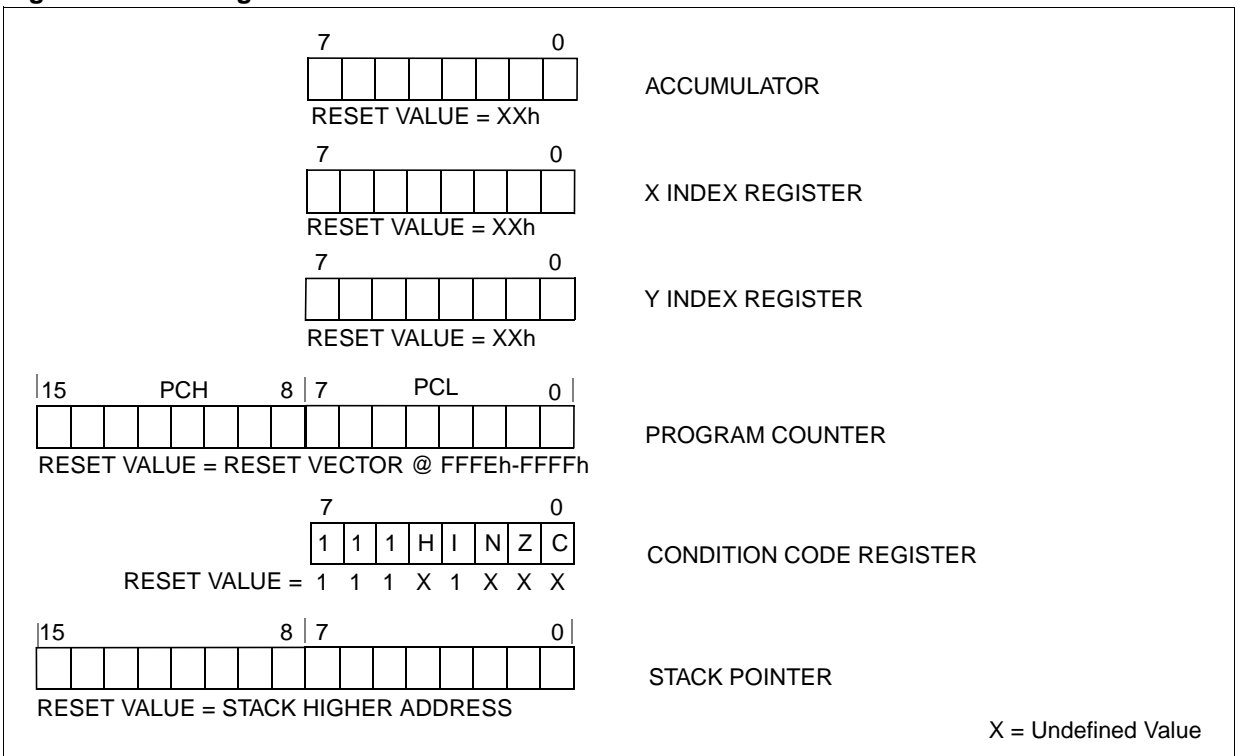 7 0
ACCUMULATOR
RESET VALUE = XXh
7 0
X INDEX REGISTER
RESET VALUE = XXh
7 0
Y INDEX REGISTER
RESET VALUE = XXh
15 PCH 8 7 PCL 0
PROGRAM COUNTER
RESET VALUE = RESET VECTOR @ FFFEh-FFFFh
7 0
1 1 1 H I N Z C
CONDITION CODE REGISTER
RESET VALUE = 1 1 1 X 1 X X X
15 8 7 0
STACK POINTER
RESET VALUE = STACK HIGHER ADDRESS
X = Undefined Value